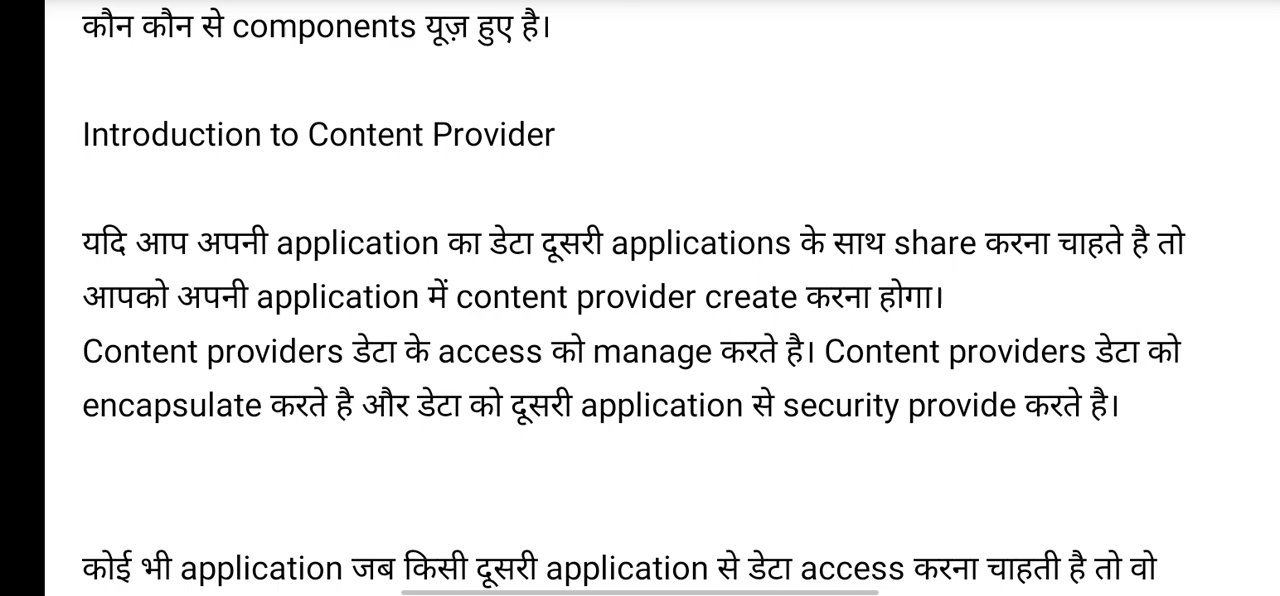 कौन कौन से components यूज़ हुए है।
Introduction to Content Provider
यदि आप अपनी application का डेटा दूसरी applications के साथ share करना चाहते है तो
आपको अपनी application में content provider create करना होगा।
Content providers डेटा के access को manage करते है। Content providers डेटा को
encapsulate करते है और डेटा को दूसरी application से security provide करते है।
कोई भी application जब किसी दूसरी application से डेटा access करना चाहती है तो वो